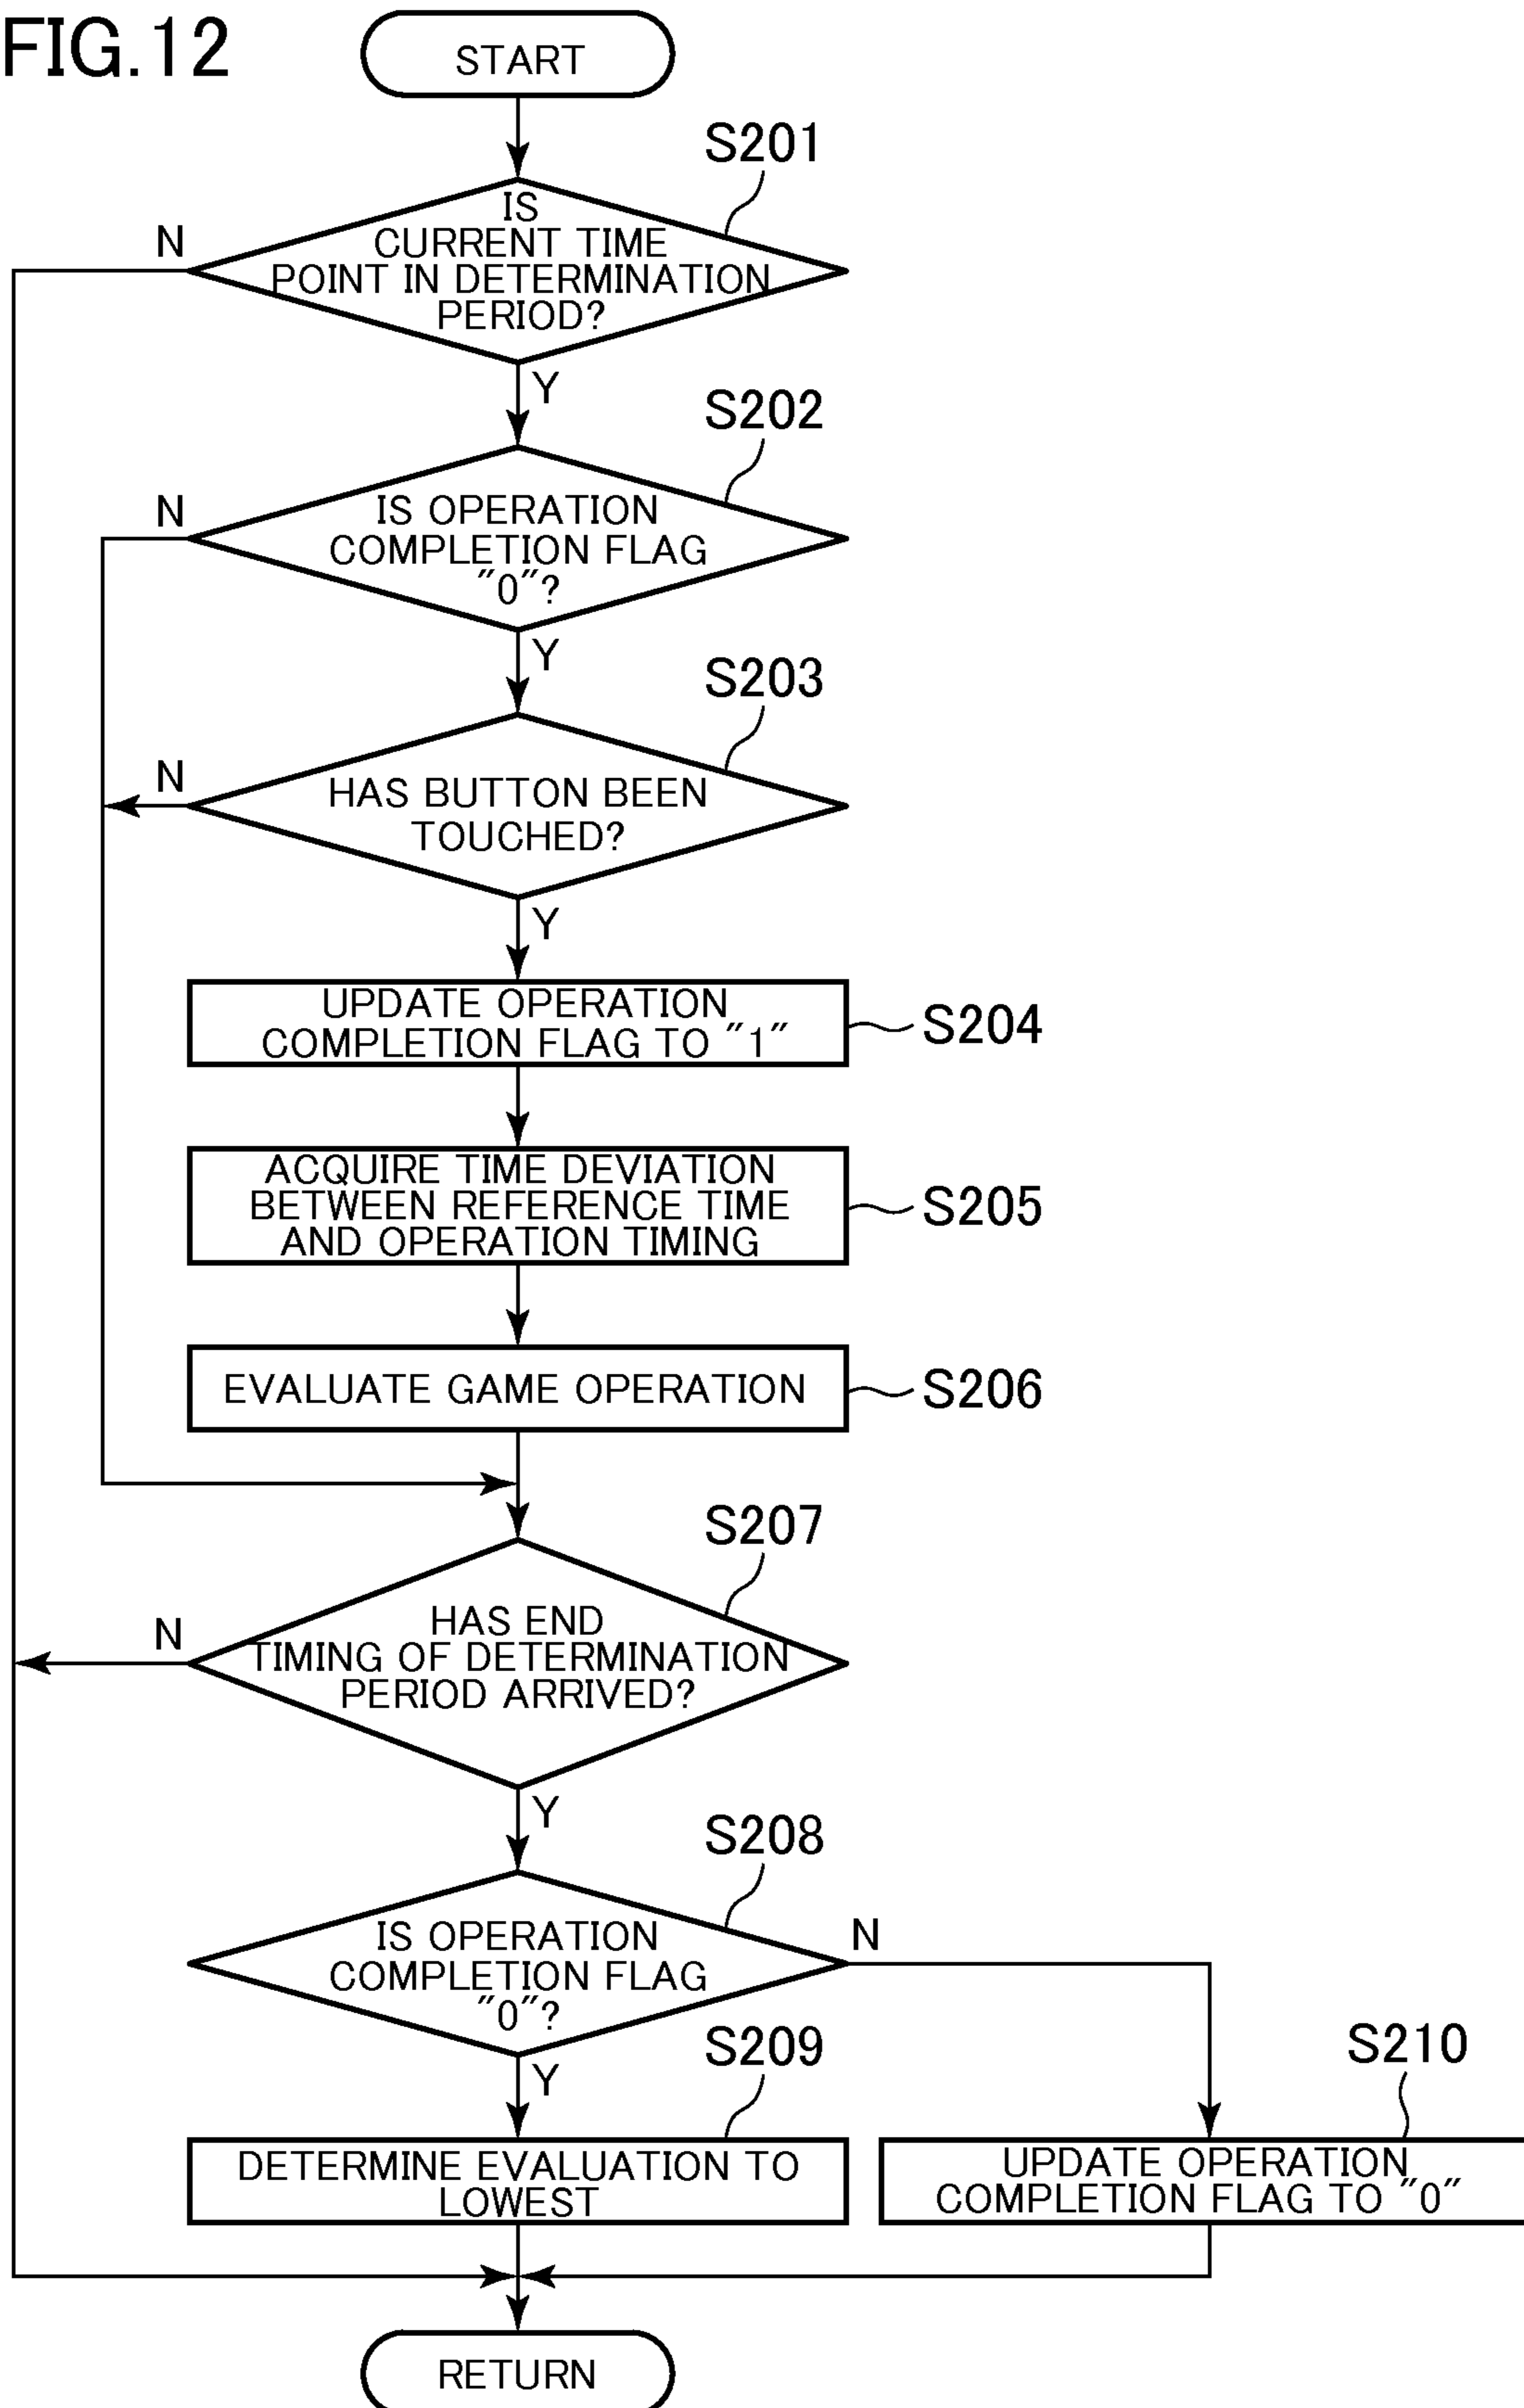 FIG.12
START
S201
IS
CURRENT TIME
POINT IN DETERMINATION
PERIOD?
N
Y
S202
IS OPERATION
COMPLETION FLAG
"0"?
N
Y
S203
HAS BUTTON BEEN
TOUCHED?
N
Y
UPDATE OPERATION
COMPLETION FLAG TO "1"
S204
ACQUIRE TIME DEVIATION
BETWEEN REFERENCE TIME
AND OPERATION TIMING
S205
EVALUATE GAME OPERATION
S206
S207
HAS END
TIMING OF DETERMINATION
PERIOD ARRIVED?
N
Y
S208
IS OPERATION
COMPLETION FLAG
"0"?
N
Y
S209
DETERMINE EVALUATION TO
LOWEST
S210
UPDATE OPERATION
COMPLETION FLAG TO "0"
RETURN